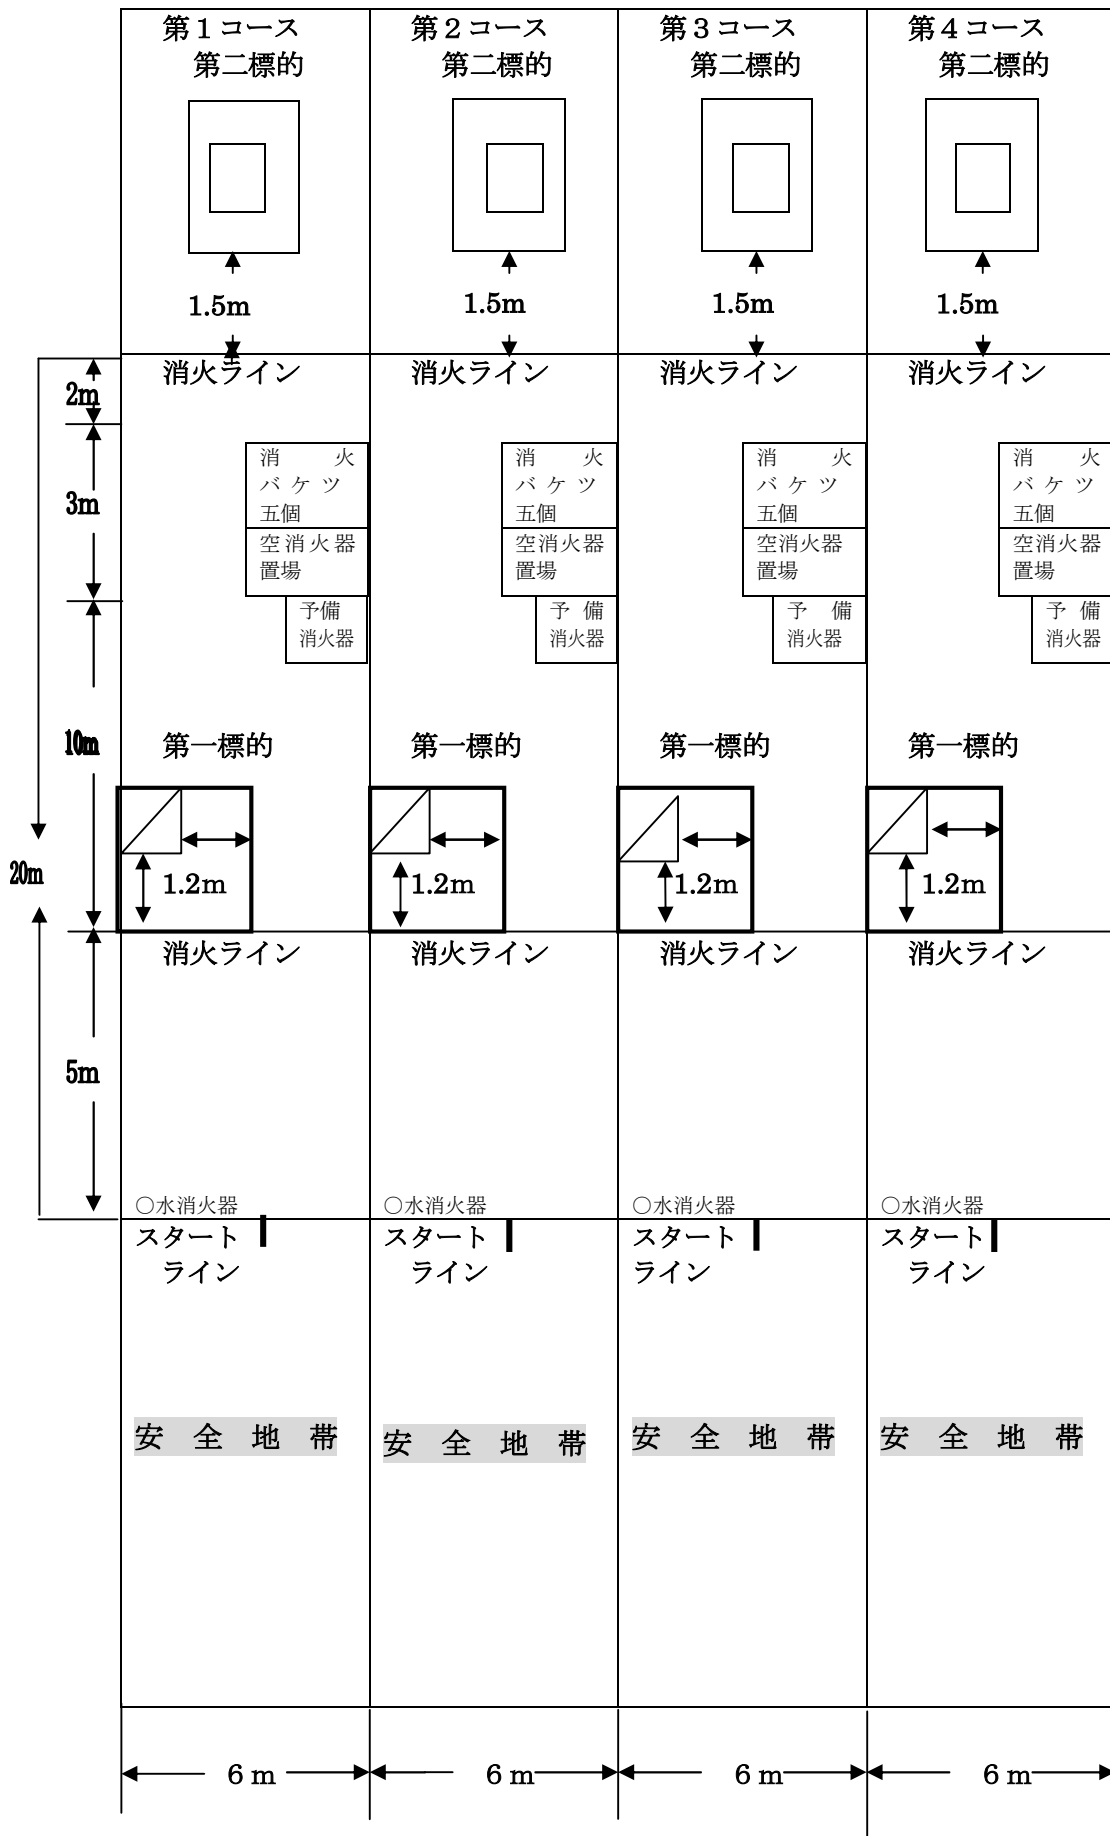 第１コース
第２コース
第３コース
第４コース
第二標的
第二標的
第二標的
第二標的
1.5m
1.5m
1.5m
1.5m
消火ライン
消火ライン
消火ライン
消火ライン
2m
消　火
バケツ
五個
消　火
バケツ
五個
消　火
バケツ
五個
消　火
バケツ
五個
3m
空消火器
置場
空消火器
置場
空消火器
置場
空消火器
置場
予備
消火器
予備
消火器
予備
消火器
予備
消火器
10m
第一標的
第一標的
第一標的
第一標的
20m
1.2m
1.2m
1.2m
1.2m
消火ライン
消火ライン
消火ライン
消火ライン
5m
○水消火器
○水消火器
○水消火器
○水消火器
スタート
ライン
スタート
ライン
スタート
ライン
スタート
ライン
安　全　地　帯
安　全　地　帯
安　全　地　帯
安　全　地　帯
6ｍ
6ｍ
6ｍ
6ｍ